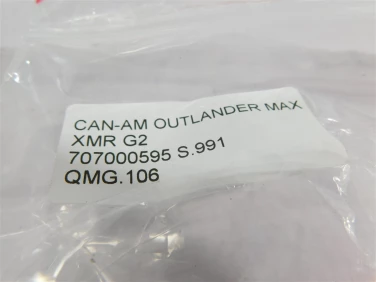 CAN-AM OUTLANDER MAX
XMR G2
707000595 S.991
QMG.106